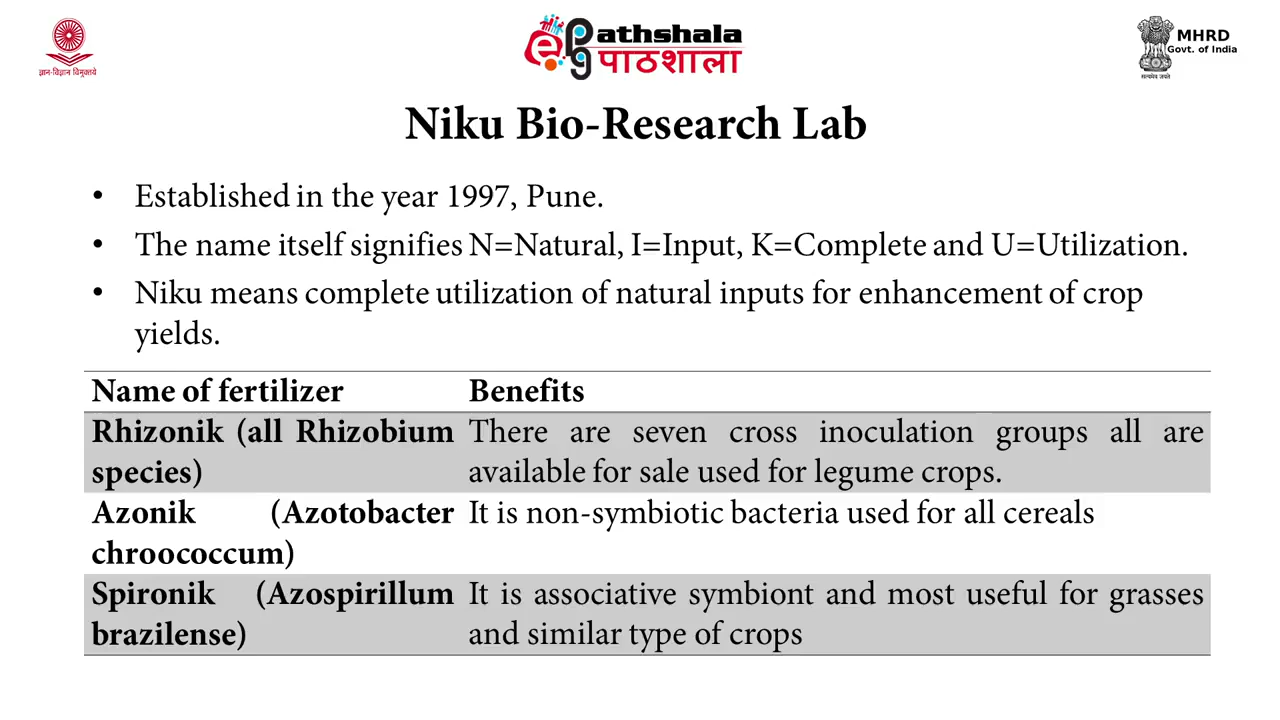 ज्ञान-विज्ञान विमुक्तये
Pathshala
पाठशाला
MHRD
Govt. of India
सत्यमेव जयते
Niku Bio-Research Lab
• Established in the year 1997, Pune.
• The name itself signifies N=Natural, I=Input, K=Complete and U=Utilization.
• Niku means complete utilization of natural inputs for enhancement of crop
yields.
Name of fertilizer Benefits
Rhizonik (all Rhizobium There are seven cross inoculation groups all are
species) available for sale used for legume crops.
Azonik (Azotobacter It is non-symbiotic bacteria used for all cereals
chroococcum)
Spironik (Azospirillum It is associative symbiont and most useful for grasses
brazilense) and similar type of crops